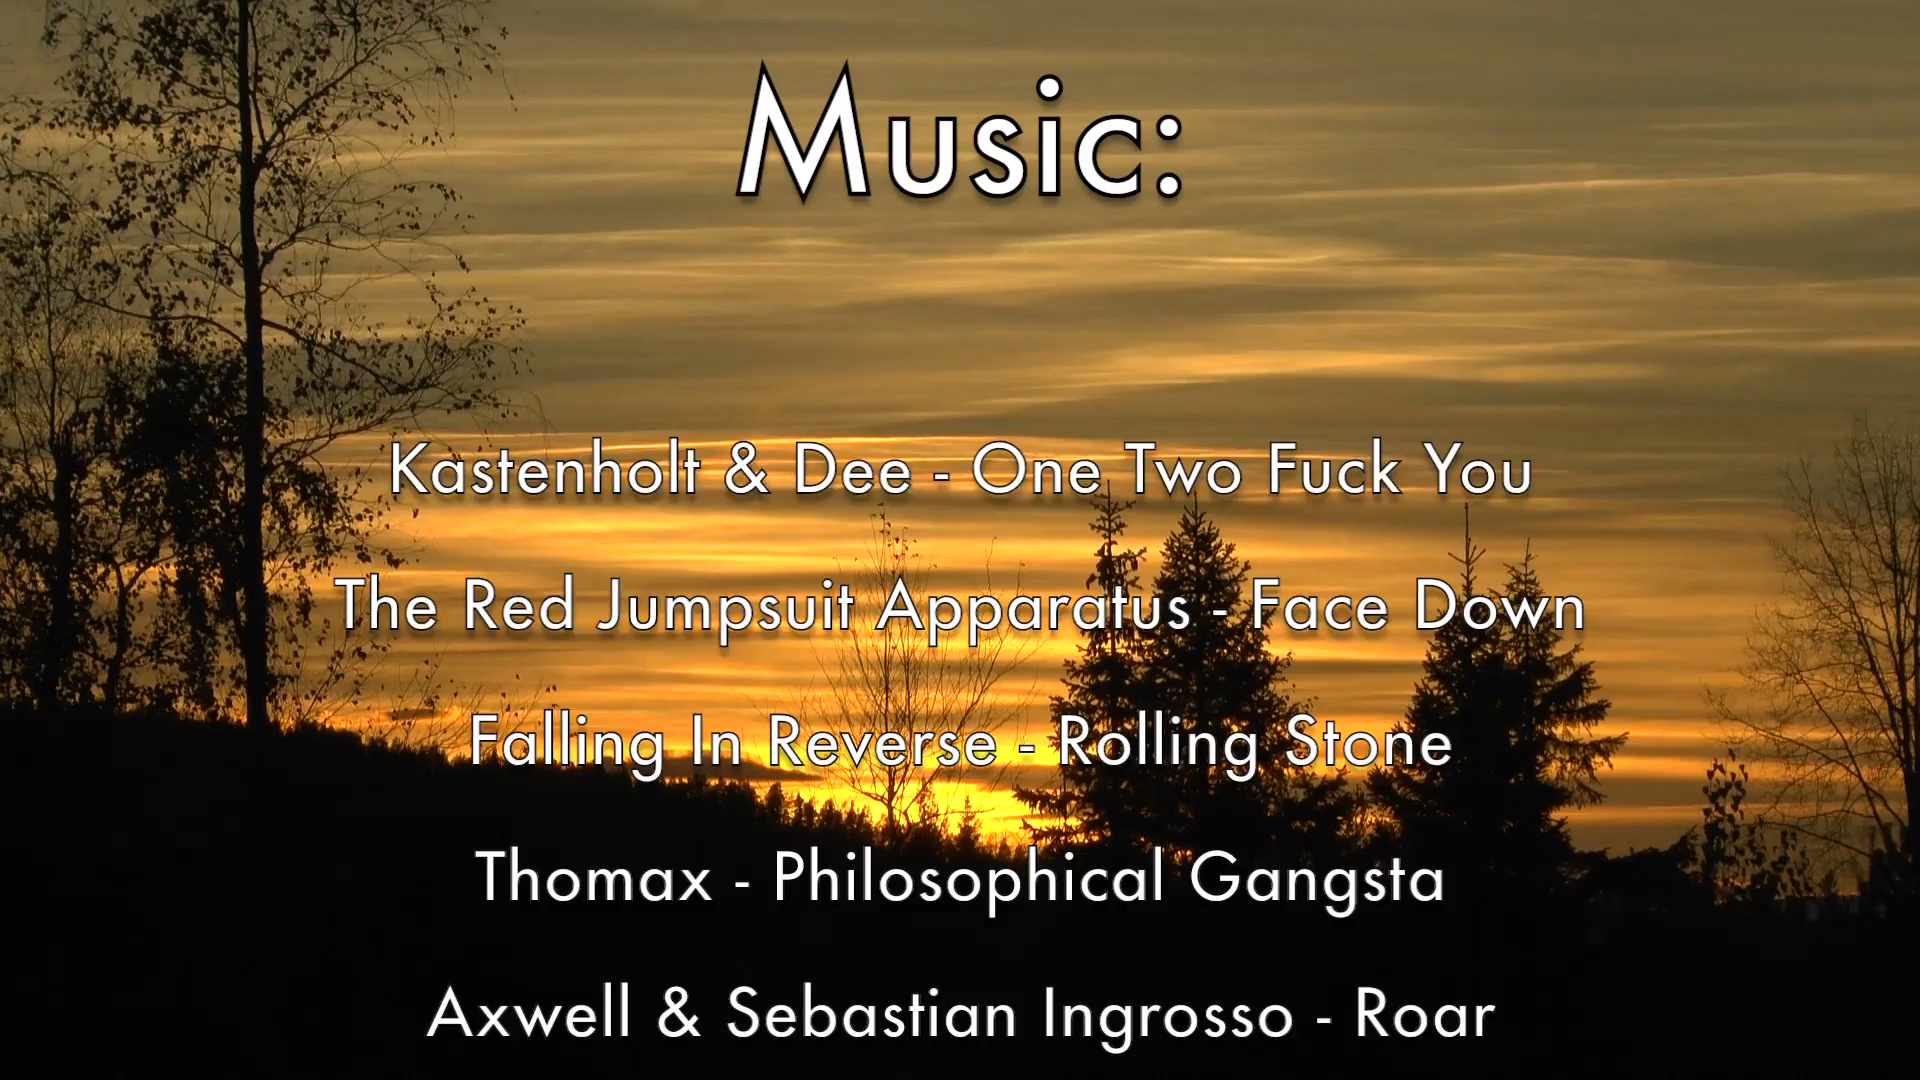 Music:
Kastenholt & Dee - One Two Fuck You
The Red Jumpsuit Apparatus - Face Down
Falling In Reverse - Rolling Stone
Thomax - Philosophical Gangsta
Axwell & Sebastian Ingrosso - Roar